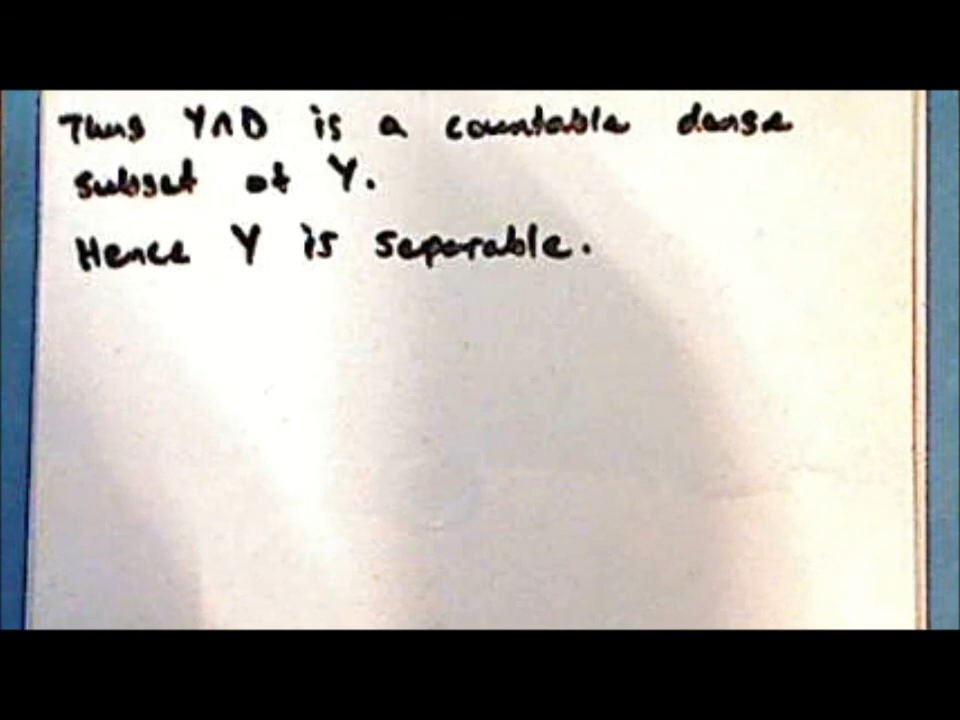 Thus Y∩D is a countable dense
subset of Y.
Hence Y is separable.